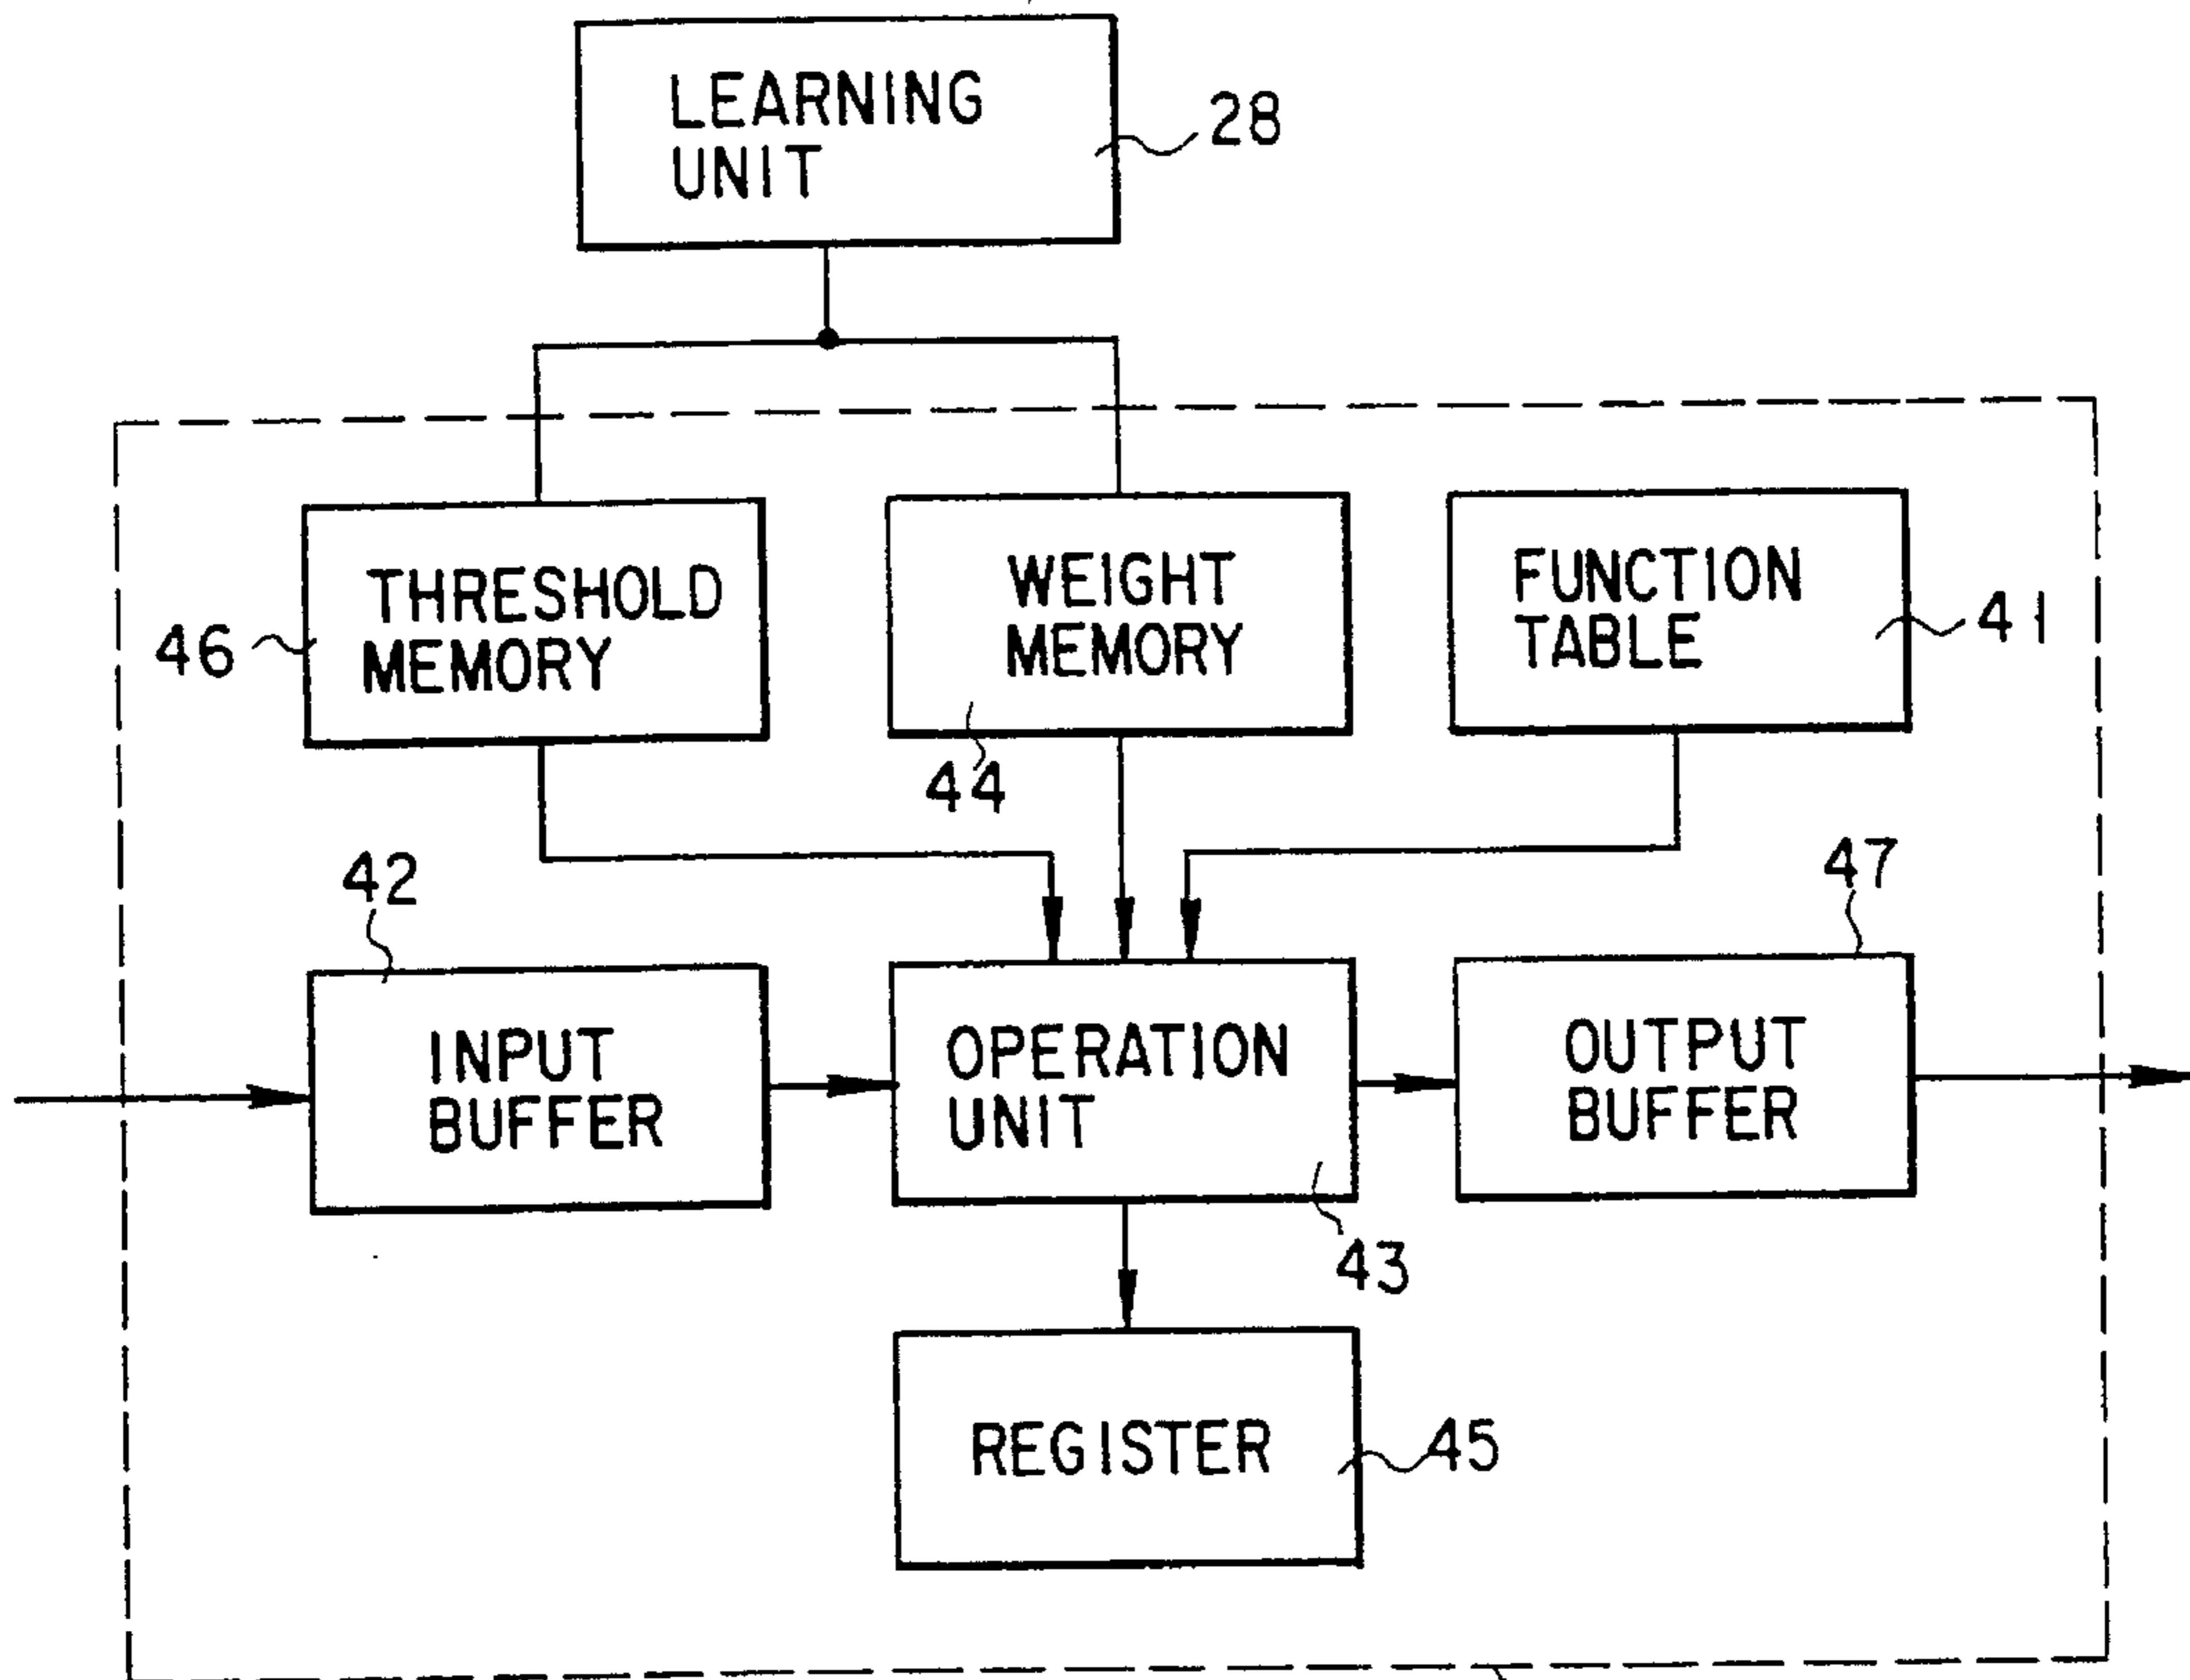 LEARNING
UNIT
28
THRESHOLD
MEMORY
46
WEIGHT
MEMORY
44
FUNCTION
TABLE
41
42
47
INPUT
BUFFER
OPERATION
UNIT
OUTPUT
BUFFER
43
REGISTER
45